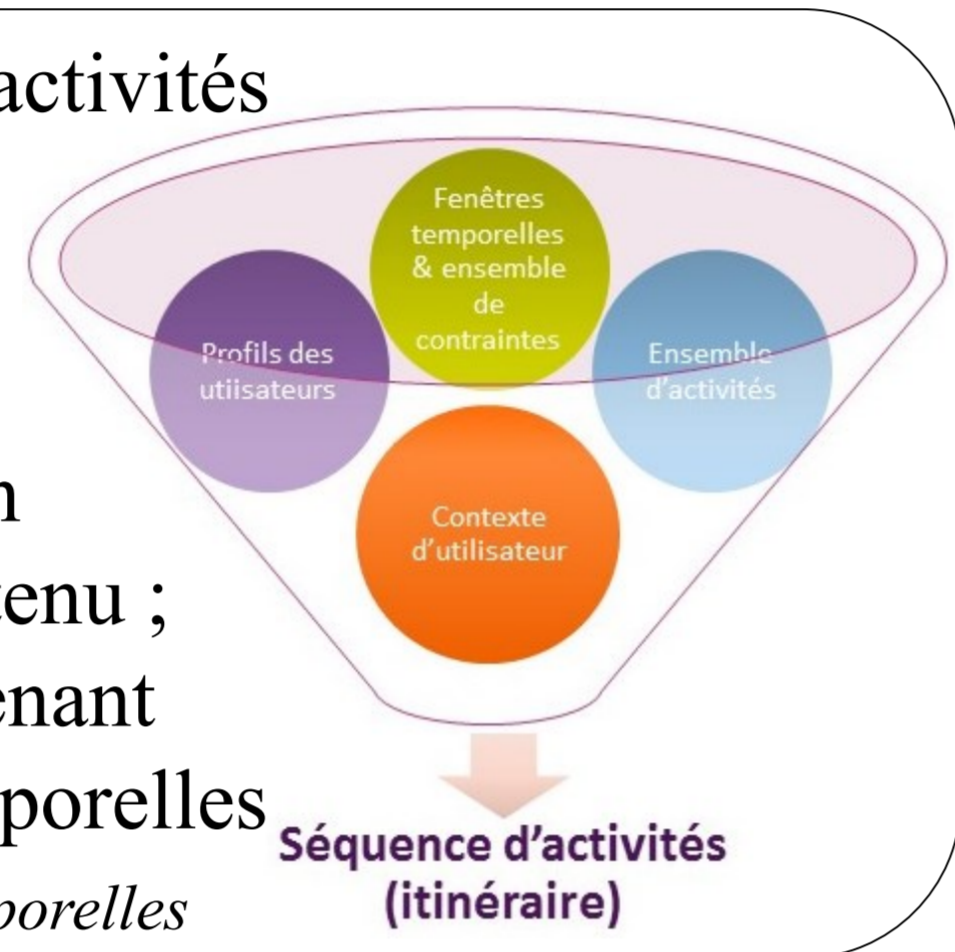 activités
Fenêtres
temporelles
& ensemble
de
contraintes
Profils des
utiisateurs
Ensemble
d'activités
Contexte
d'utilisateur
n
tenu ;
enant
porelles
porelles
Séquence d'activités
(itinéraire)